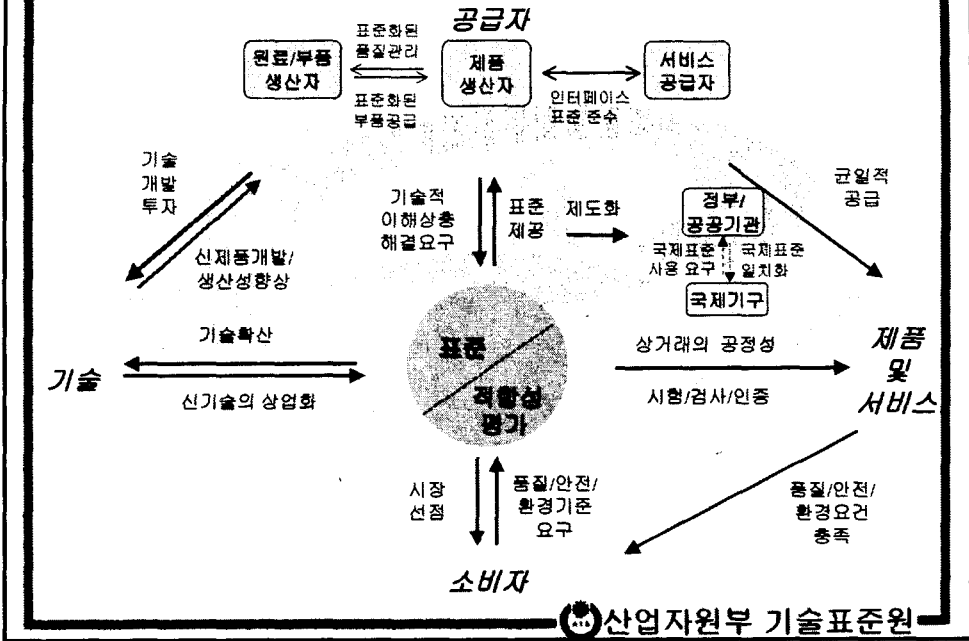 공급자
원료/부품
생산자
표준화된
품질관리
표준화된
부품공급
제품
생산자
인터페이스
표준 준수
서비스
공급자
기술
개발
투자
신제품개발/
생산성향상
기술적
이해상충
해결요구
표준
제공
제도화
정부/
공공기관
국제표준
사용 요구
국제표준
일치화
국제기구
균일적
공급
기술
기술확산
신기술의 상업화
표준
적합성
평가
상거래의 공정성
시험/검사/인증
제품
및
서비스
시장
선점
품질/안전/
환경기준
요구
품질/안전/
환경요건
충족
소비자
산업자원부 기술표준원